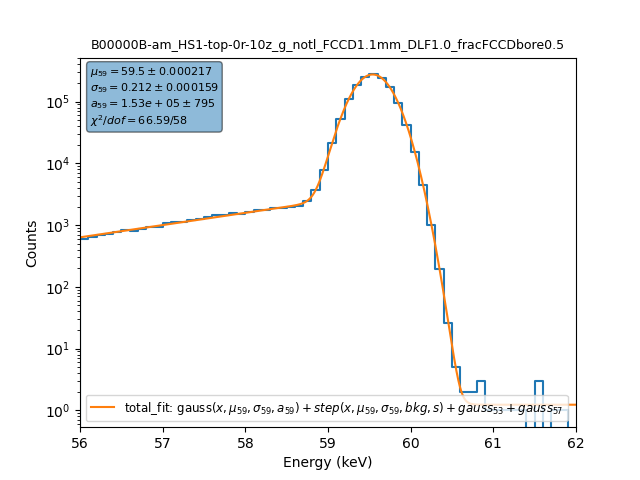 B00000B-am_HS1-top-0r-10z_g_notl_FCCD1.1mm_DLF1.0_fracFCCDbore0.5
μ₅₉ = 59.5 ± 0.000217
σ₅₉ = 0.212 ± 0.000159
a₅₉ = 1.53e + 05 ± 795
χ²/dof = 66.59/58
10⁵
10⁴
10³
10²
10¹
10⁰
Counts
total_fit: gauss(x, μ₅₉, σ₅₉, a₅₉) + step(x, μ₅₉, σ₅₉, bkg, s) + gauss₅₃ + gauss₅₇
56 57 58 59 60 61 62
Energy (keV)